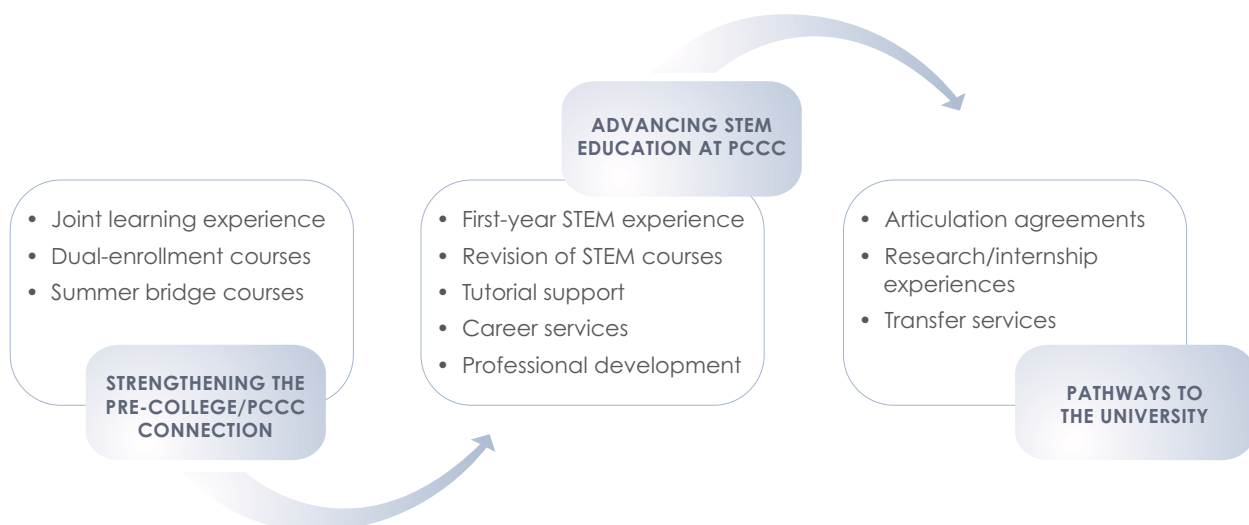 • Joint learning experience
• Dual-enrollment courses
• Summer bridge courses
STRENGTHENING THE
PRE-COLLEGE/PCCC
CONNECTION
ADVANCING STEM
EDUCATION AT PCCC
• First-year STEM experience
• Revision of STEM courses
• Tutorial support
• Career services
• Professional development
• Articulation agreements
• Research/internship
experiences
• Transfer services
PATHWAYS TO
THE UNIVERSITY